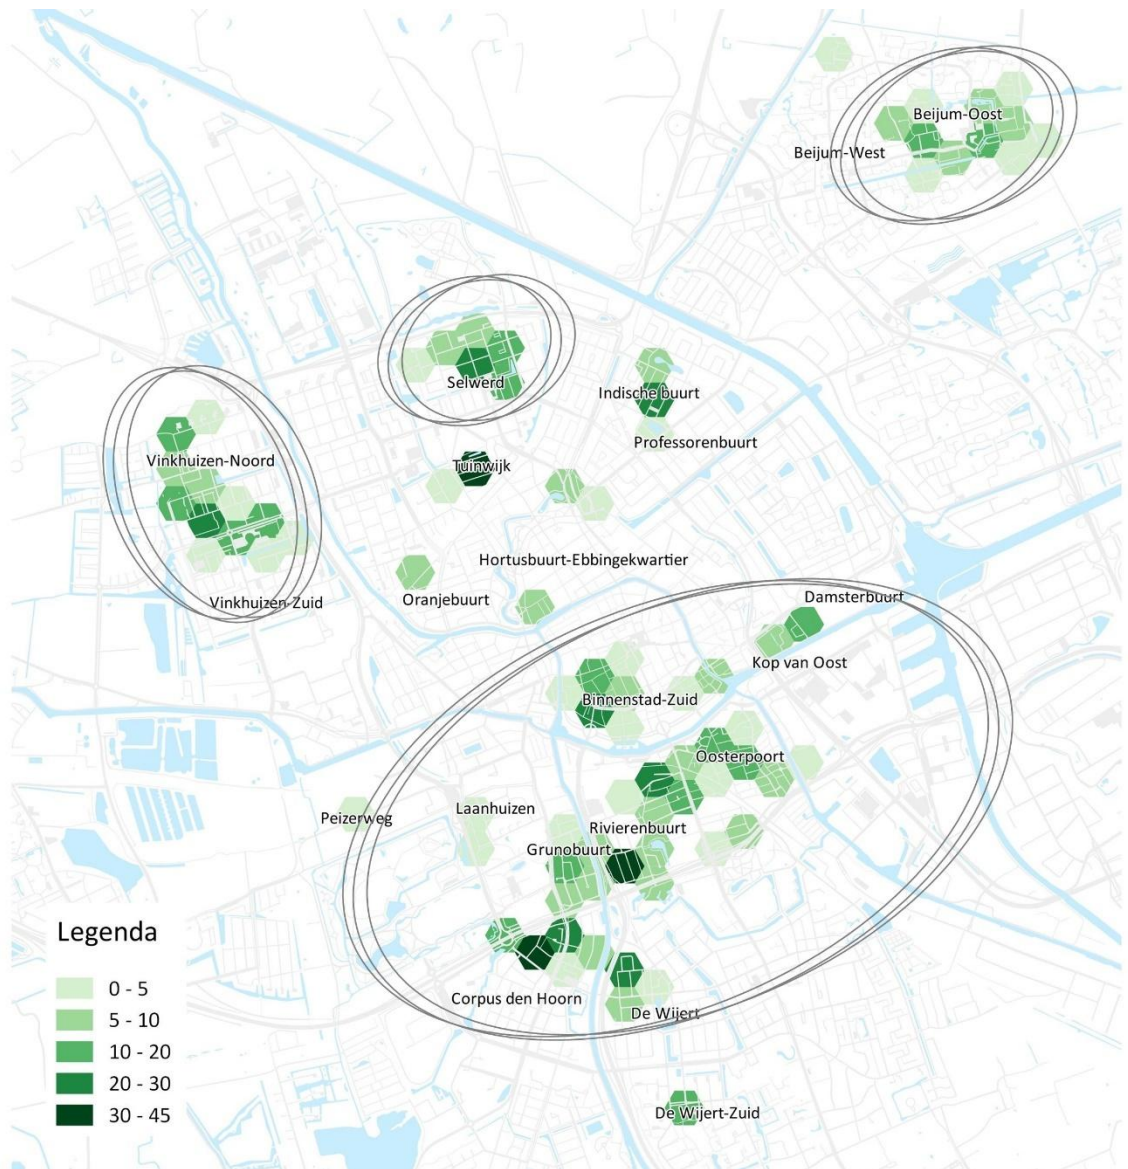 Beijum-Oost
Beijum-West
Selwerd
Indische buurt
Professorenbuurt
Vinkhuizen-Noord
Tuinwijk
Hortusbuurt-Ebbingekwartier
Oranjebuurt
Vinkhuizen-Zuid
Damsterbuurt
Kop van Oost
Binnenstad-Zuid
Oosterpoort
Peizerweg
Laanhuizen
Rivierenbuurt
Grunobuurt
Corpus den Hoorn
De Wijert
De Wijert-Zuid
Legenda
0 - 5
5 - 10
10 - 20
20 - 30
30 - 45